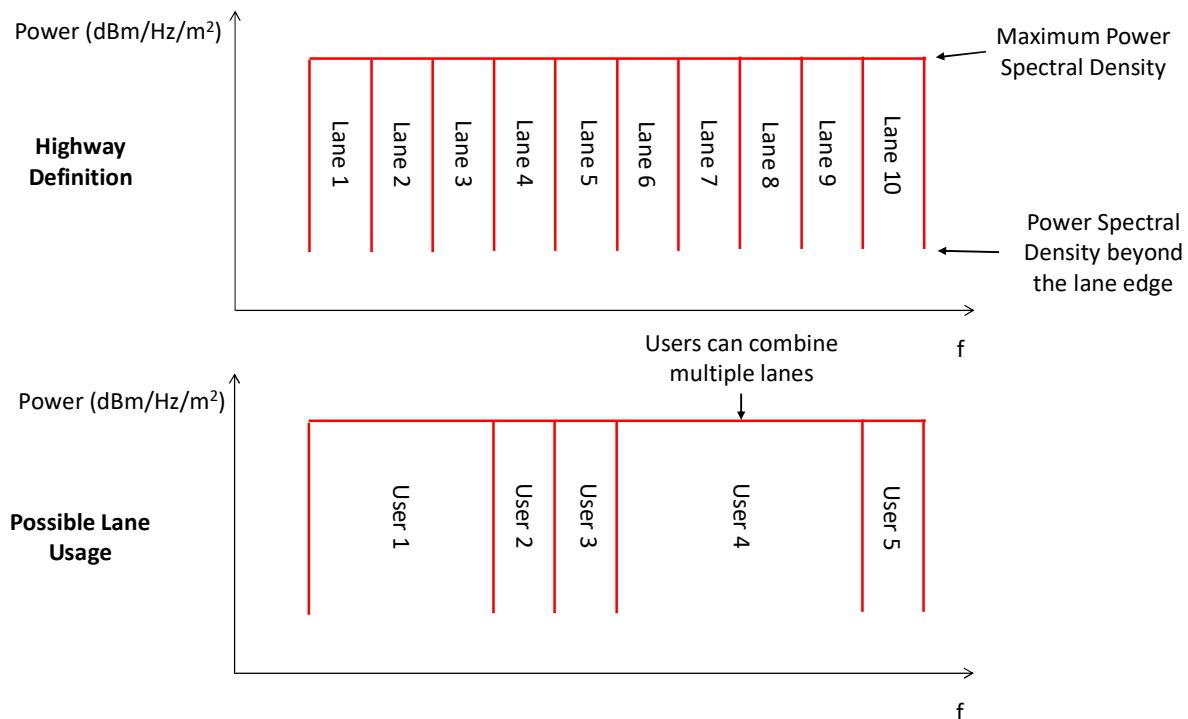 Power (dBm/Hz/m²)
Maximum Power
Spectral Density
Highway
Definition
Lane 1
Lane 2
Lane 3
Lane 4
Lane 5
Lane 6
Lane 7
Lane 8
Lane 9
Lane 10
Power Spectral
Density beyond
the lane edge
f
Users can combine
multiple lanes
Power (dBm/Hz/m²)
Possible Lane
Usage
User 1
User 2
User 3
User 4
User 5
f